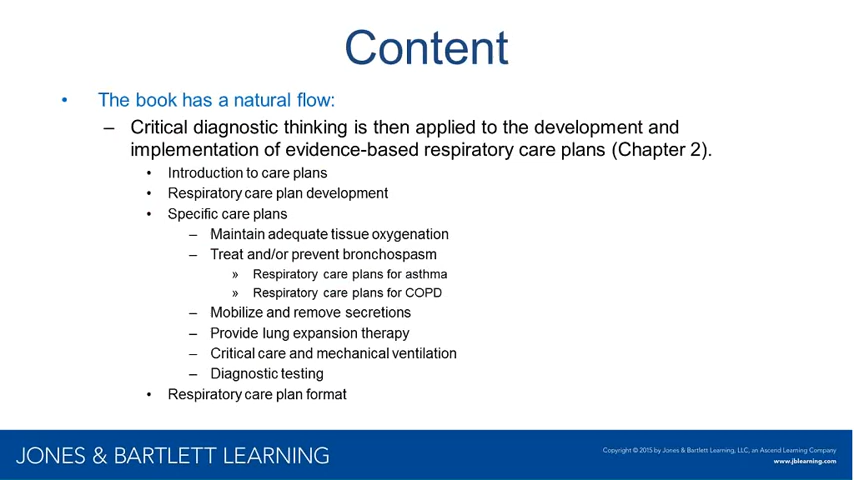 Content
• The book has a natural flow:
– Critical diagnostic thinking is then applied to the development and
implementation of evidence-based respiratory care plans (Chapter 2).
• Introduction to care plans
• Respiratory care plan development
• Specific care plans
– Maintain adequate tissue oxygenation
– Treat and/or prevent bronchospasm
» Respiratory care plans for asthma
» Respiratory care plans for COPD
– Mobilize and remove secretions
– Provide lung expansion therapy
– Critical care and mechanical ventilation
– Diagnostic testing
• Respiratory care plan format
JONES & BARTLETT LEARNING
Copyright © 2015 by Jones & Bartlett Learning, LLC, an Ascend Learning Company
www.jblearning.com